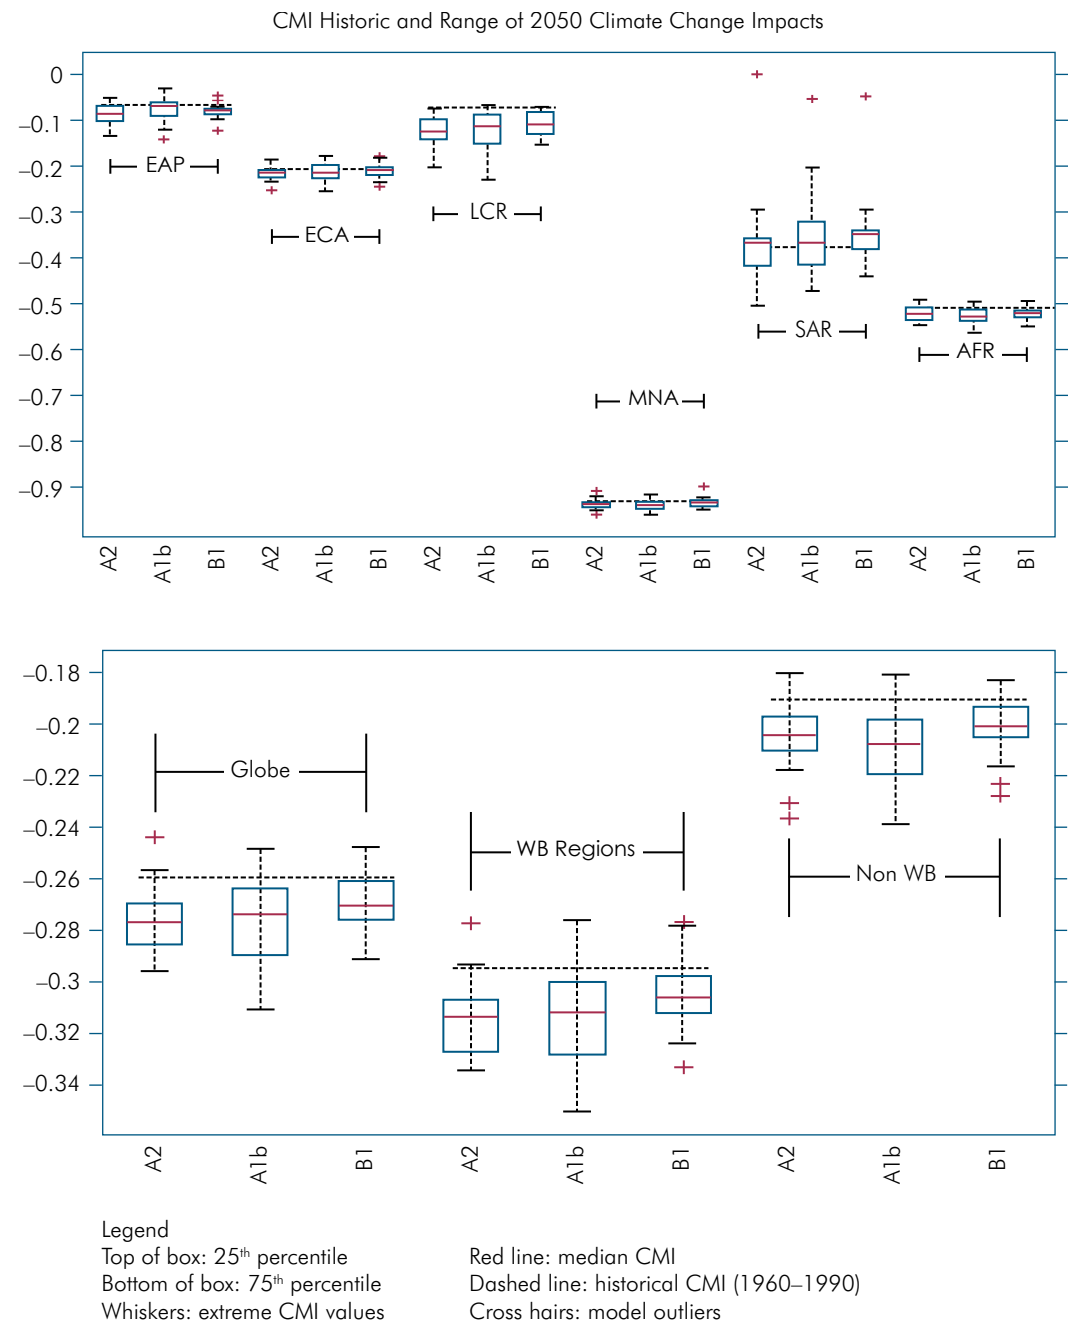 CMI Historic and Range of 2050 Climate Change Impacts
0
–0.1
–0.2
–0.3
–0.4
–0.5
–0.6
–0.7
–0.8
–0.9
EAP
ECA
LCR
MNA
SAR
AFR
A2
A1b
B1
A2
A1b
B1
A2
A1b
B1
A2
A1b
B1
A2
A1b
B1
A2
A1b
B1
–0.18
–0.2
–0.22
–0.24
–0.26
–0.28
–0.3
–0.32
–0.34
Globe
WB Regions
Non WB
A2
A1b
B1
A2
A1b
B1
A2
A1b
B1
Legend
Top of box: 25th percentile
Bottom of box: 75th percentile
Whiskers: extreme CMI values
Red line: median CMI
Dashed line: historical CMI (1960–1990)
Cross hairs: model outliers